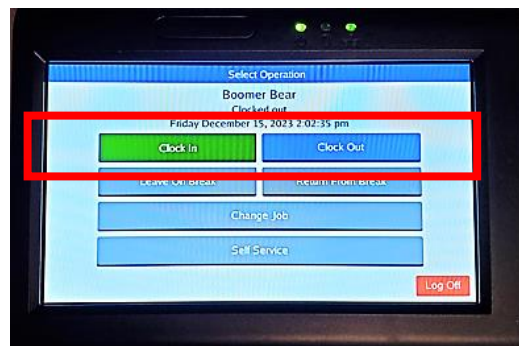 Select Operation
Boomer Bear
Clocked out
Friday December 15, 2023 2:02:35 pm
Clock In Clock Out
Leave On Break Return From Break
Change Job
Self Service
Log Off